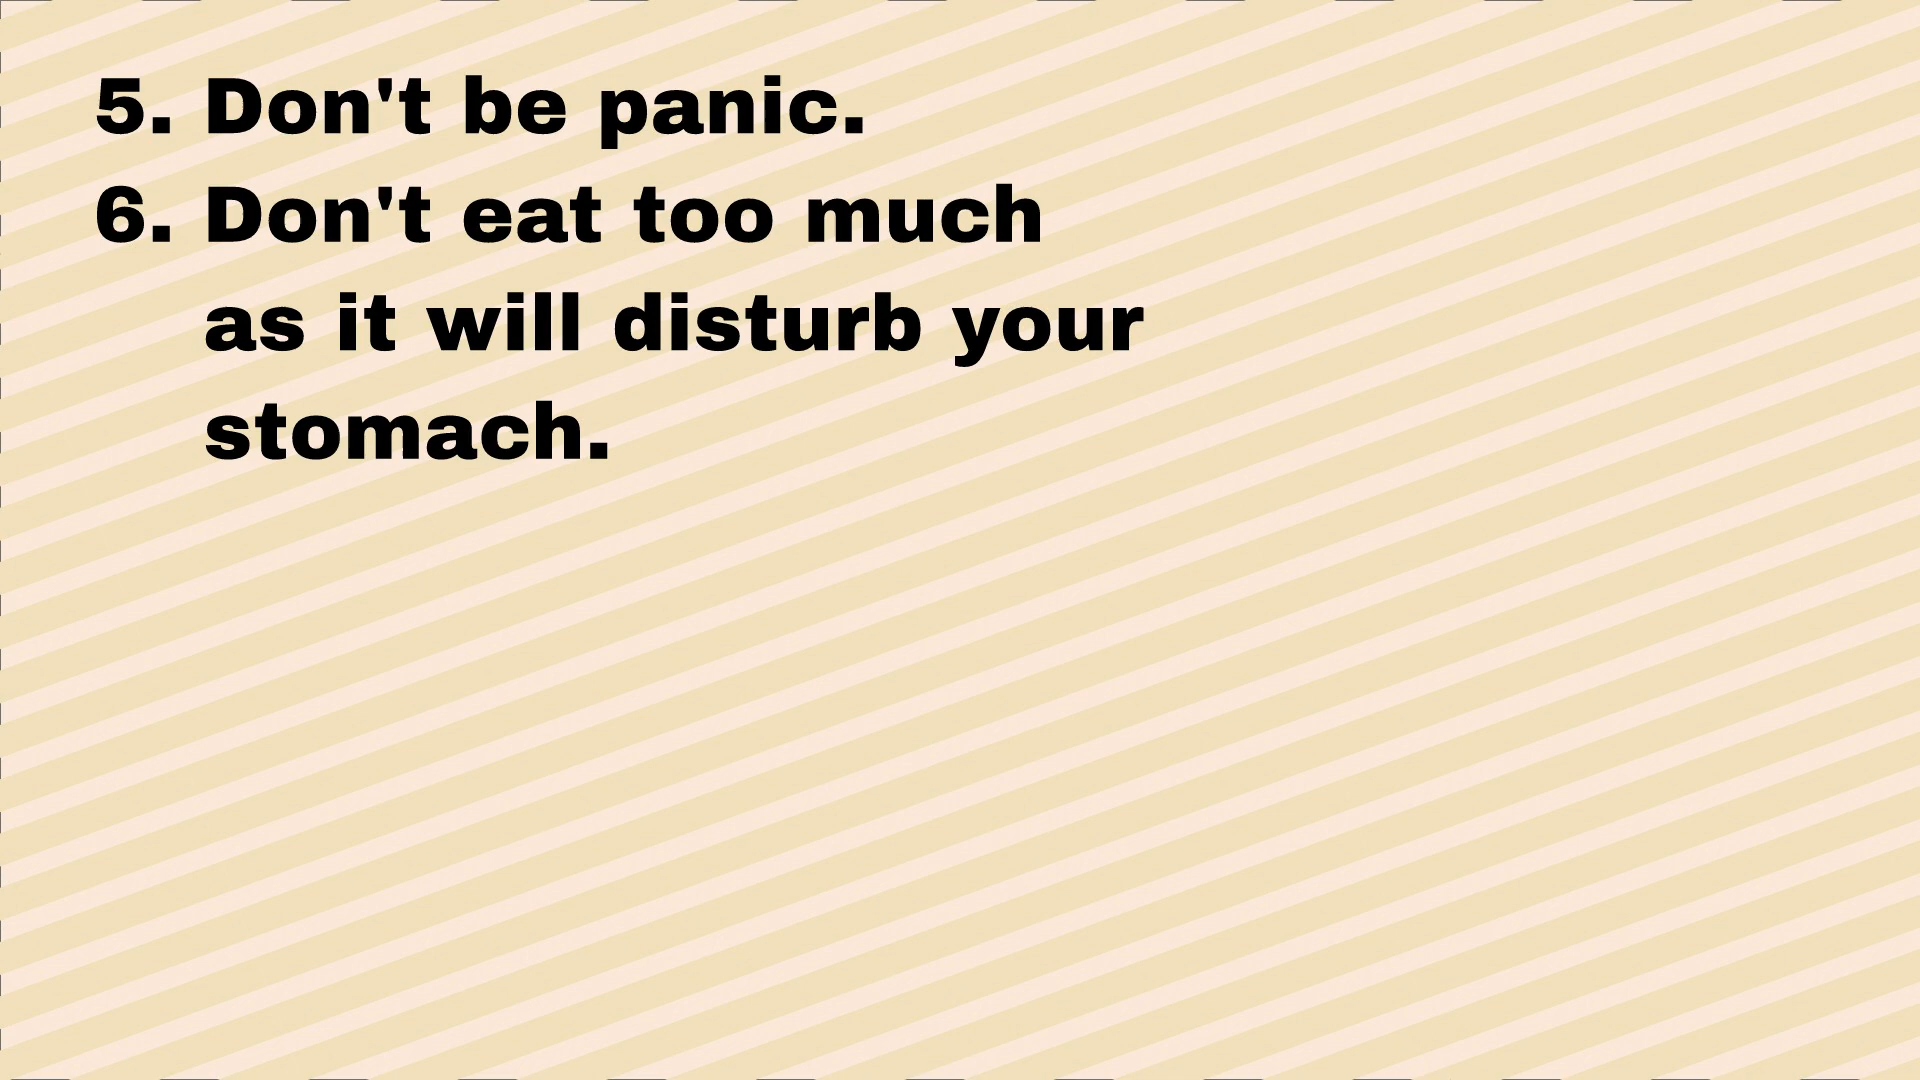 5. Don't be panic.
6. Don't eat too much
as it will disturb your
stomach.